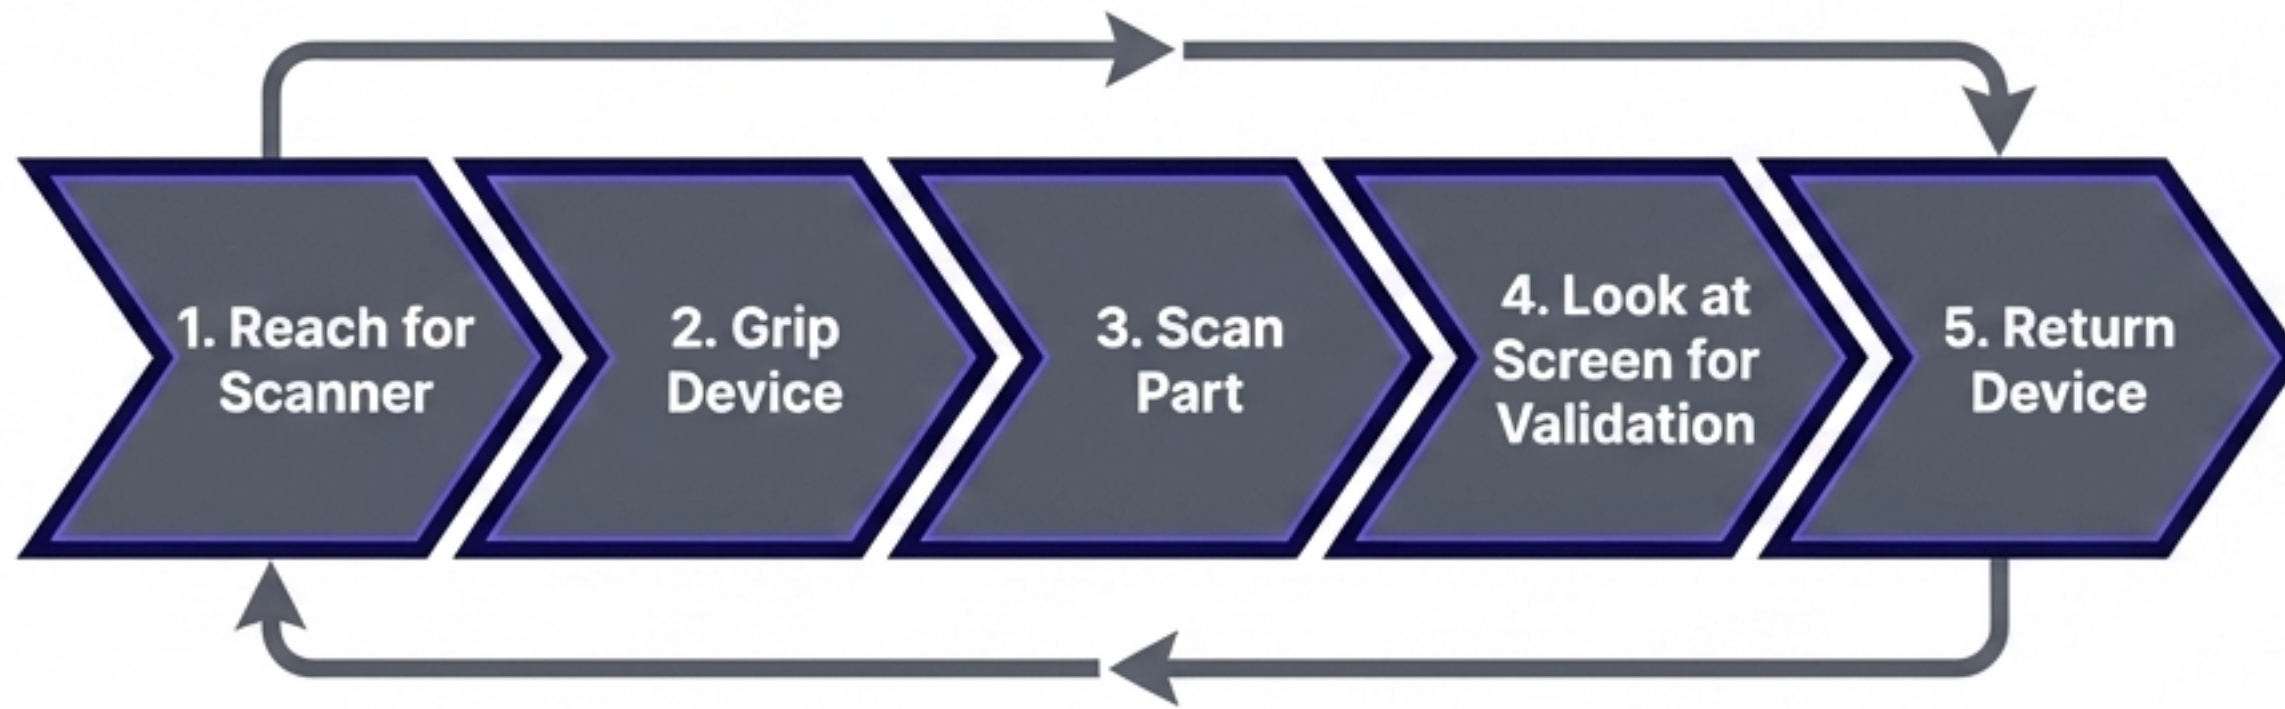 1. Reach for
Scanner
2. Grip
Device
3. Scan
Part
4. Look at
Screen for
Validation
5. Return
Device